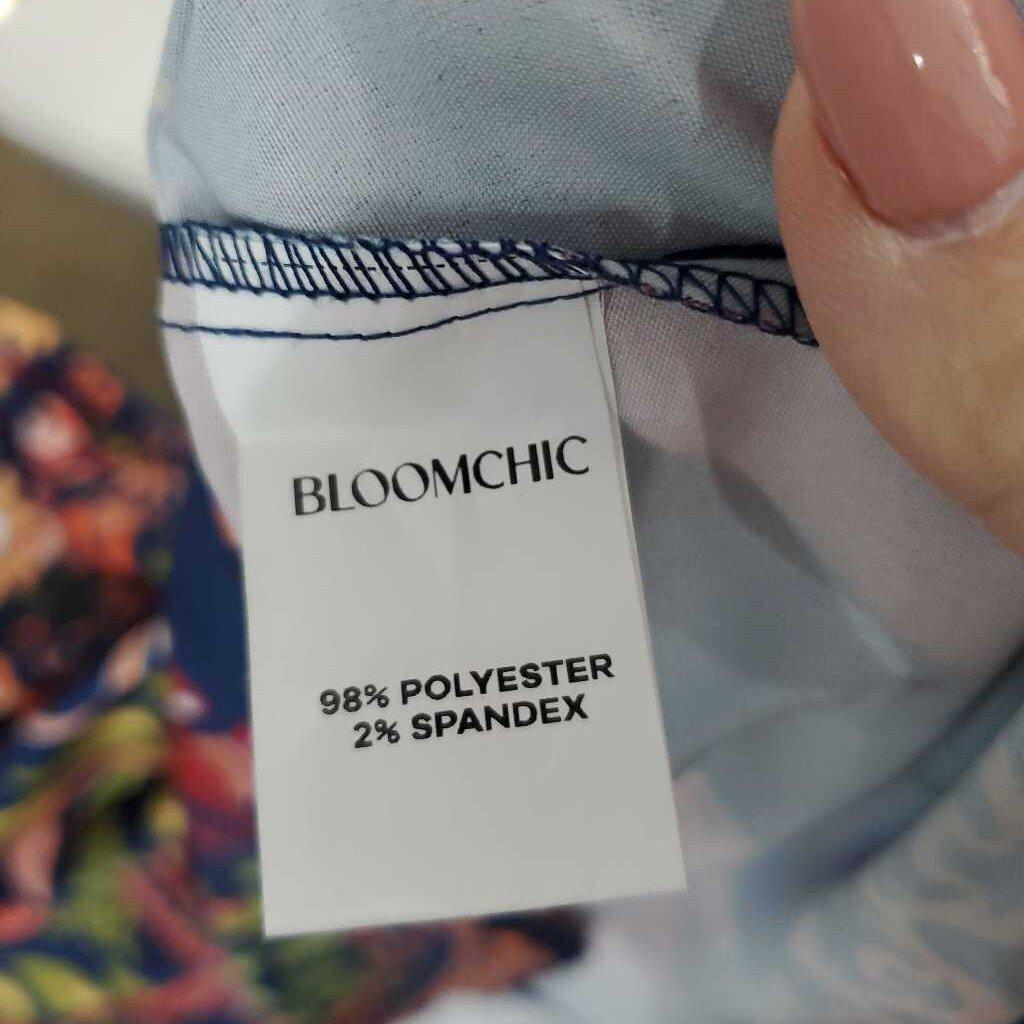 BLOOMCHIC
98% POLYESTER
2% SPANDEX